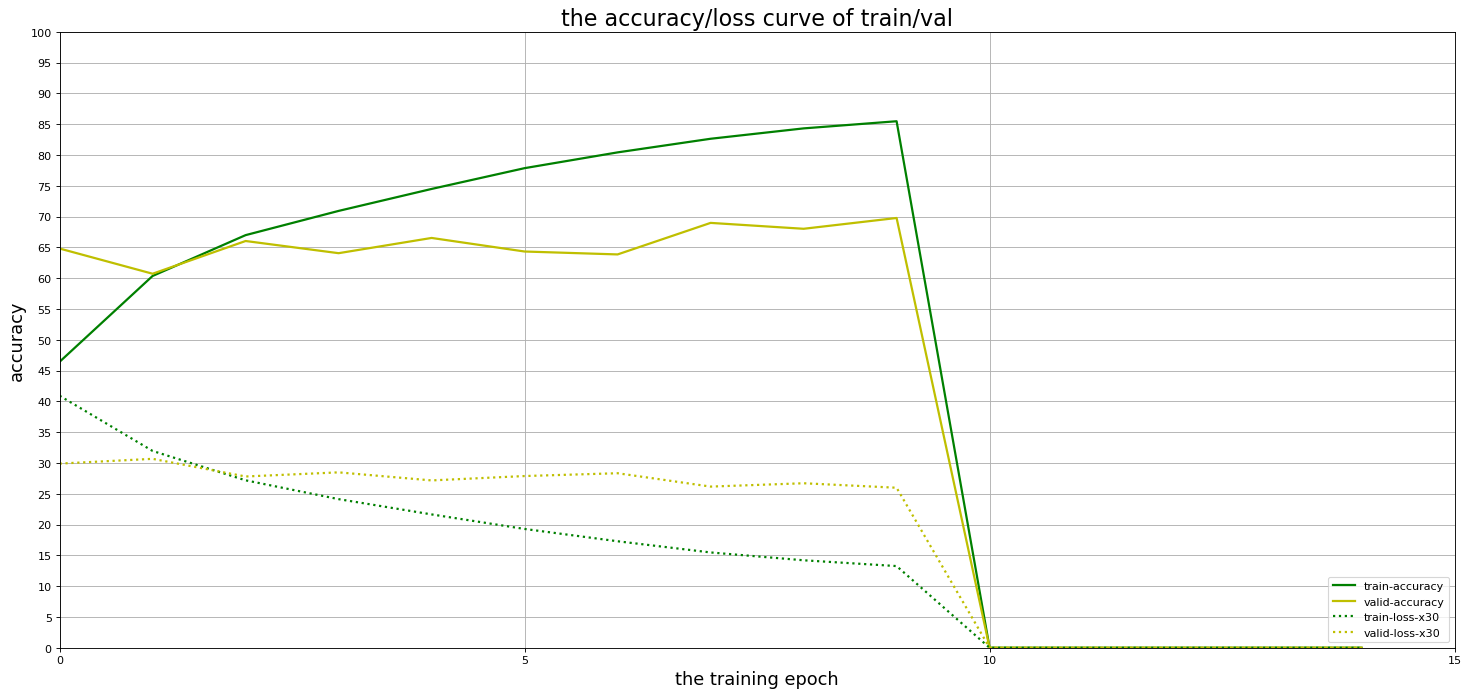 the accuracy/loss curve of train/val
100
95
90
85
80
75
70
65
60
55
50
45
40
35
30
25
20
15
10
5
0
accuracy
train-accuracy
valid-accuracy
train-loss-x30
valid-loss-x30
0 5 10 15
the training epoch